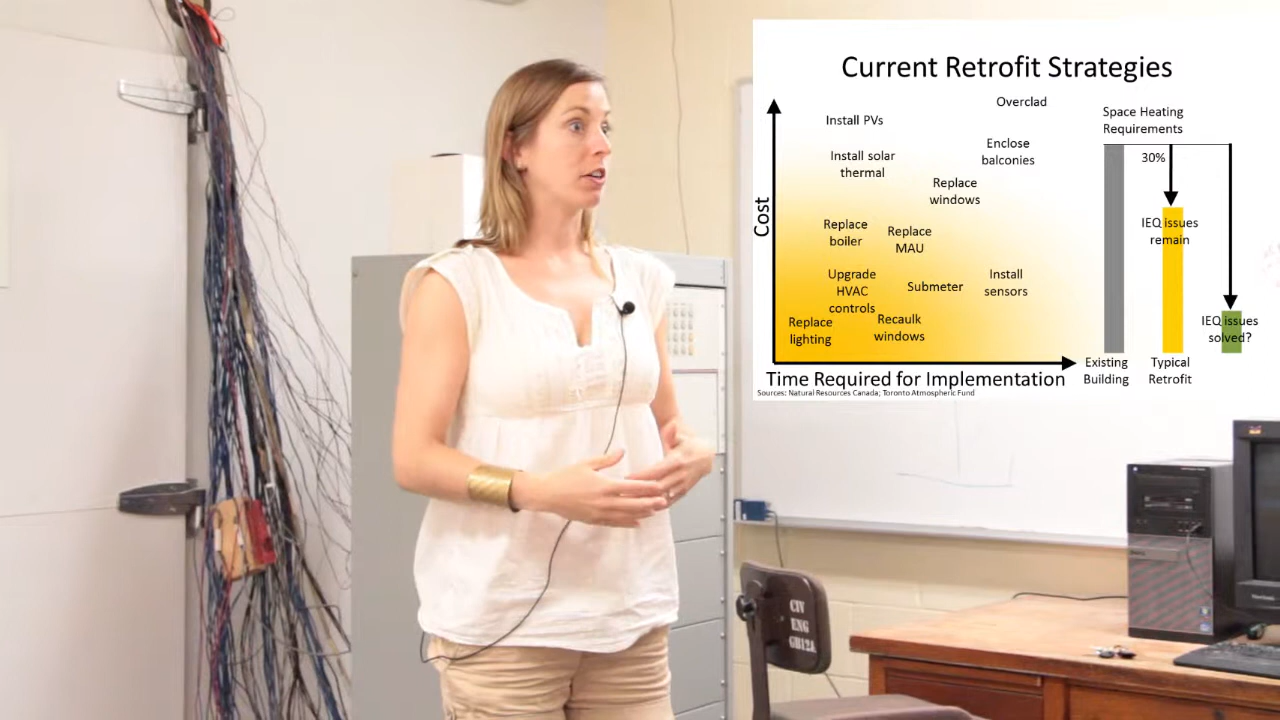 Current Retrofit Strategies
Overclad
Install PVs
Space Heating
Requirements
Enclose
balconies
Install solar
thermal
30%
Replace
windows
Cost
Replace
boiler
Replace
MAU
IEQ issues
remain
Upgrade
HVAC
controls
Submeter
Install
sensors
Replace
lighting
Recaulk
windows
IEQ issues
solved?
Time Required for Implementation
Existing
Building
Typical
Retrofit
Sources: Natural Resources Canada; Toronto Atmospheric Fund
CIV
ENG
GB12A